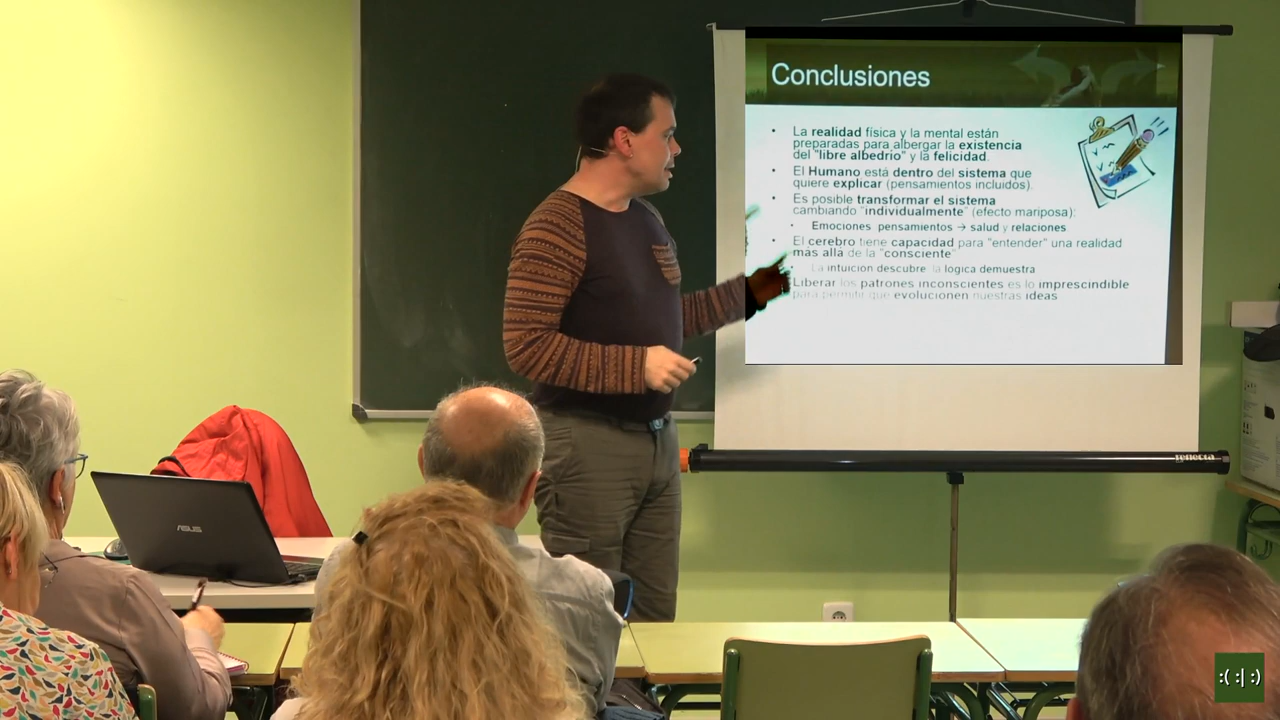 Conclusiones
• La realidad física y la mental están
preparadas para albergar la existencia
del "libre albedrío" y la felicidad.
• El Humano está dentro del sistema que
quiere explicar (pensamientos incluidos).
• Es posible transformar el sistema
cambiando "individualmente" (efecto mariposa):
• Emociones pensamientos → salud y relaciones
• El cerebro tiene capacidad para "entender" una realidad
más allá de la "consciente"
La intuición descubre la lógica demuestra
Liberar los patrones inconscientes es lo imprescindible
para permitir que evolucionen nuestras ideas
reflecta
ASUS
:( :| :)